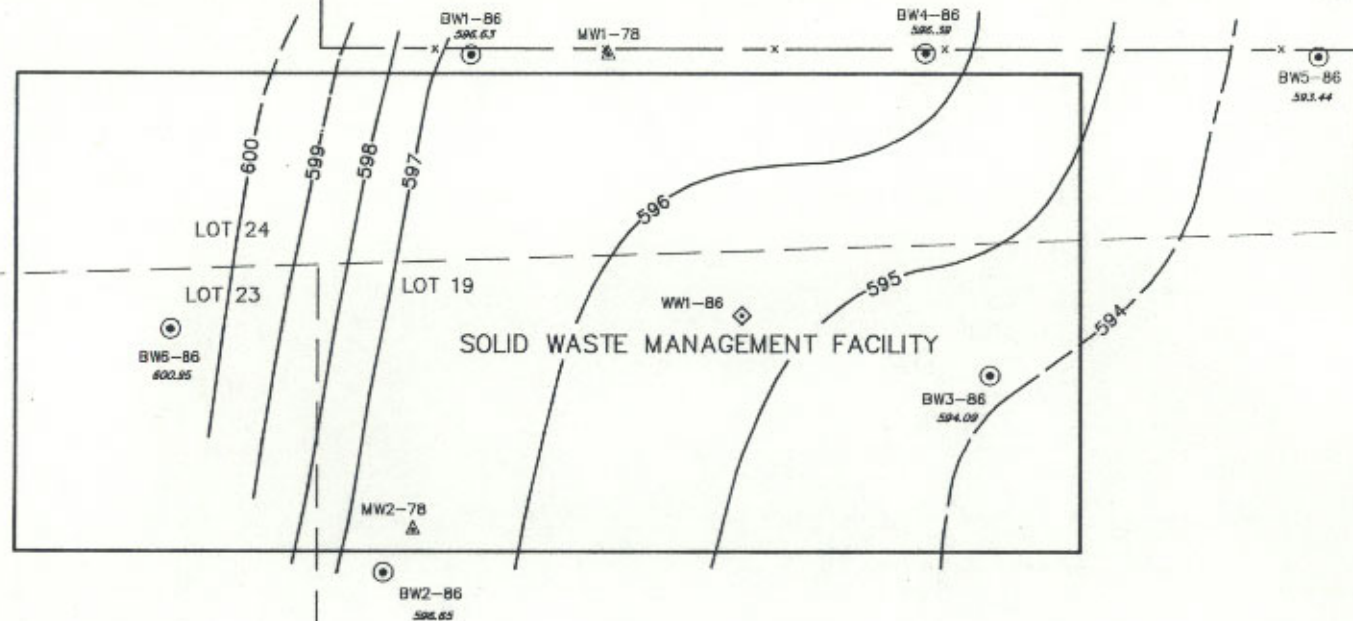 BW1-86
596.63
MW1-78
BW4-86
596.39
BW5-86
593.44
600
599
598
597
596
595
594
LOT 24
LOT 23
LOT 19
WW1-86
SOLID WASTE MANAGEMENT FACILITY
BW6-86
600.95
BW3-86
594.09
MW2-78
BW2-86
596.65